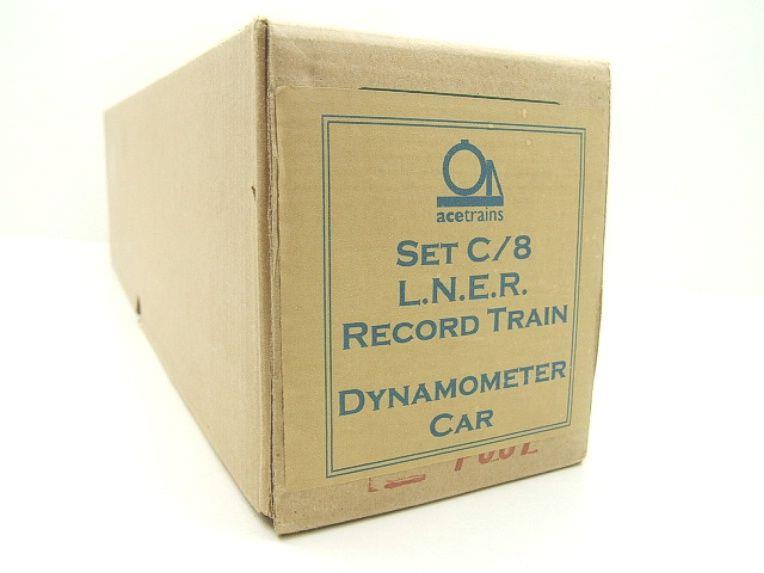 acetrains
SET C/8
L.N.E.R.
RECORD TRAIN
DYNAMOMETER
CAR